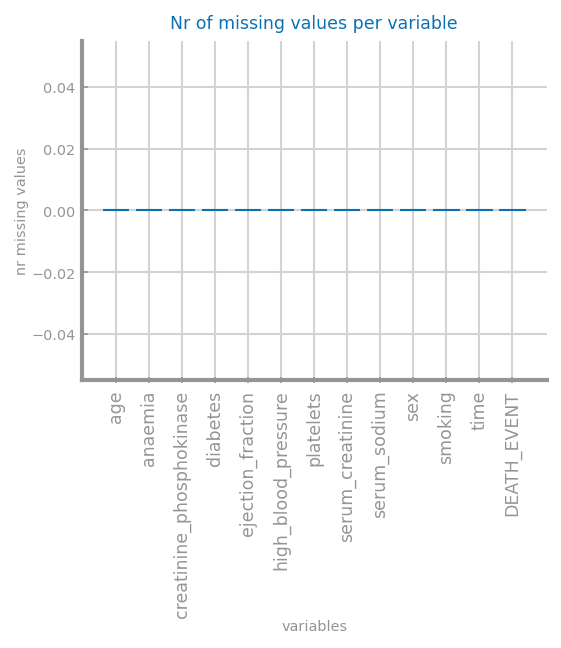 Nr of missing values per variable
nr missing values
0.04
0.02
0.00
−0.02
−0.04
age
anaemia
creatinine_phosphokinase
diabetes
ejection_fraction
high_blood_pressure
platelets
serum_creatinine
serum_sodium
sex
smoking
time
DEATH_EVENT
variables